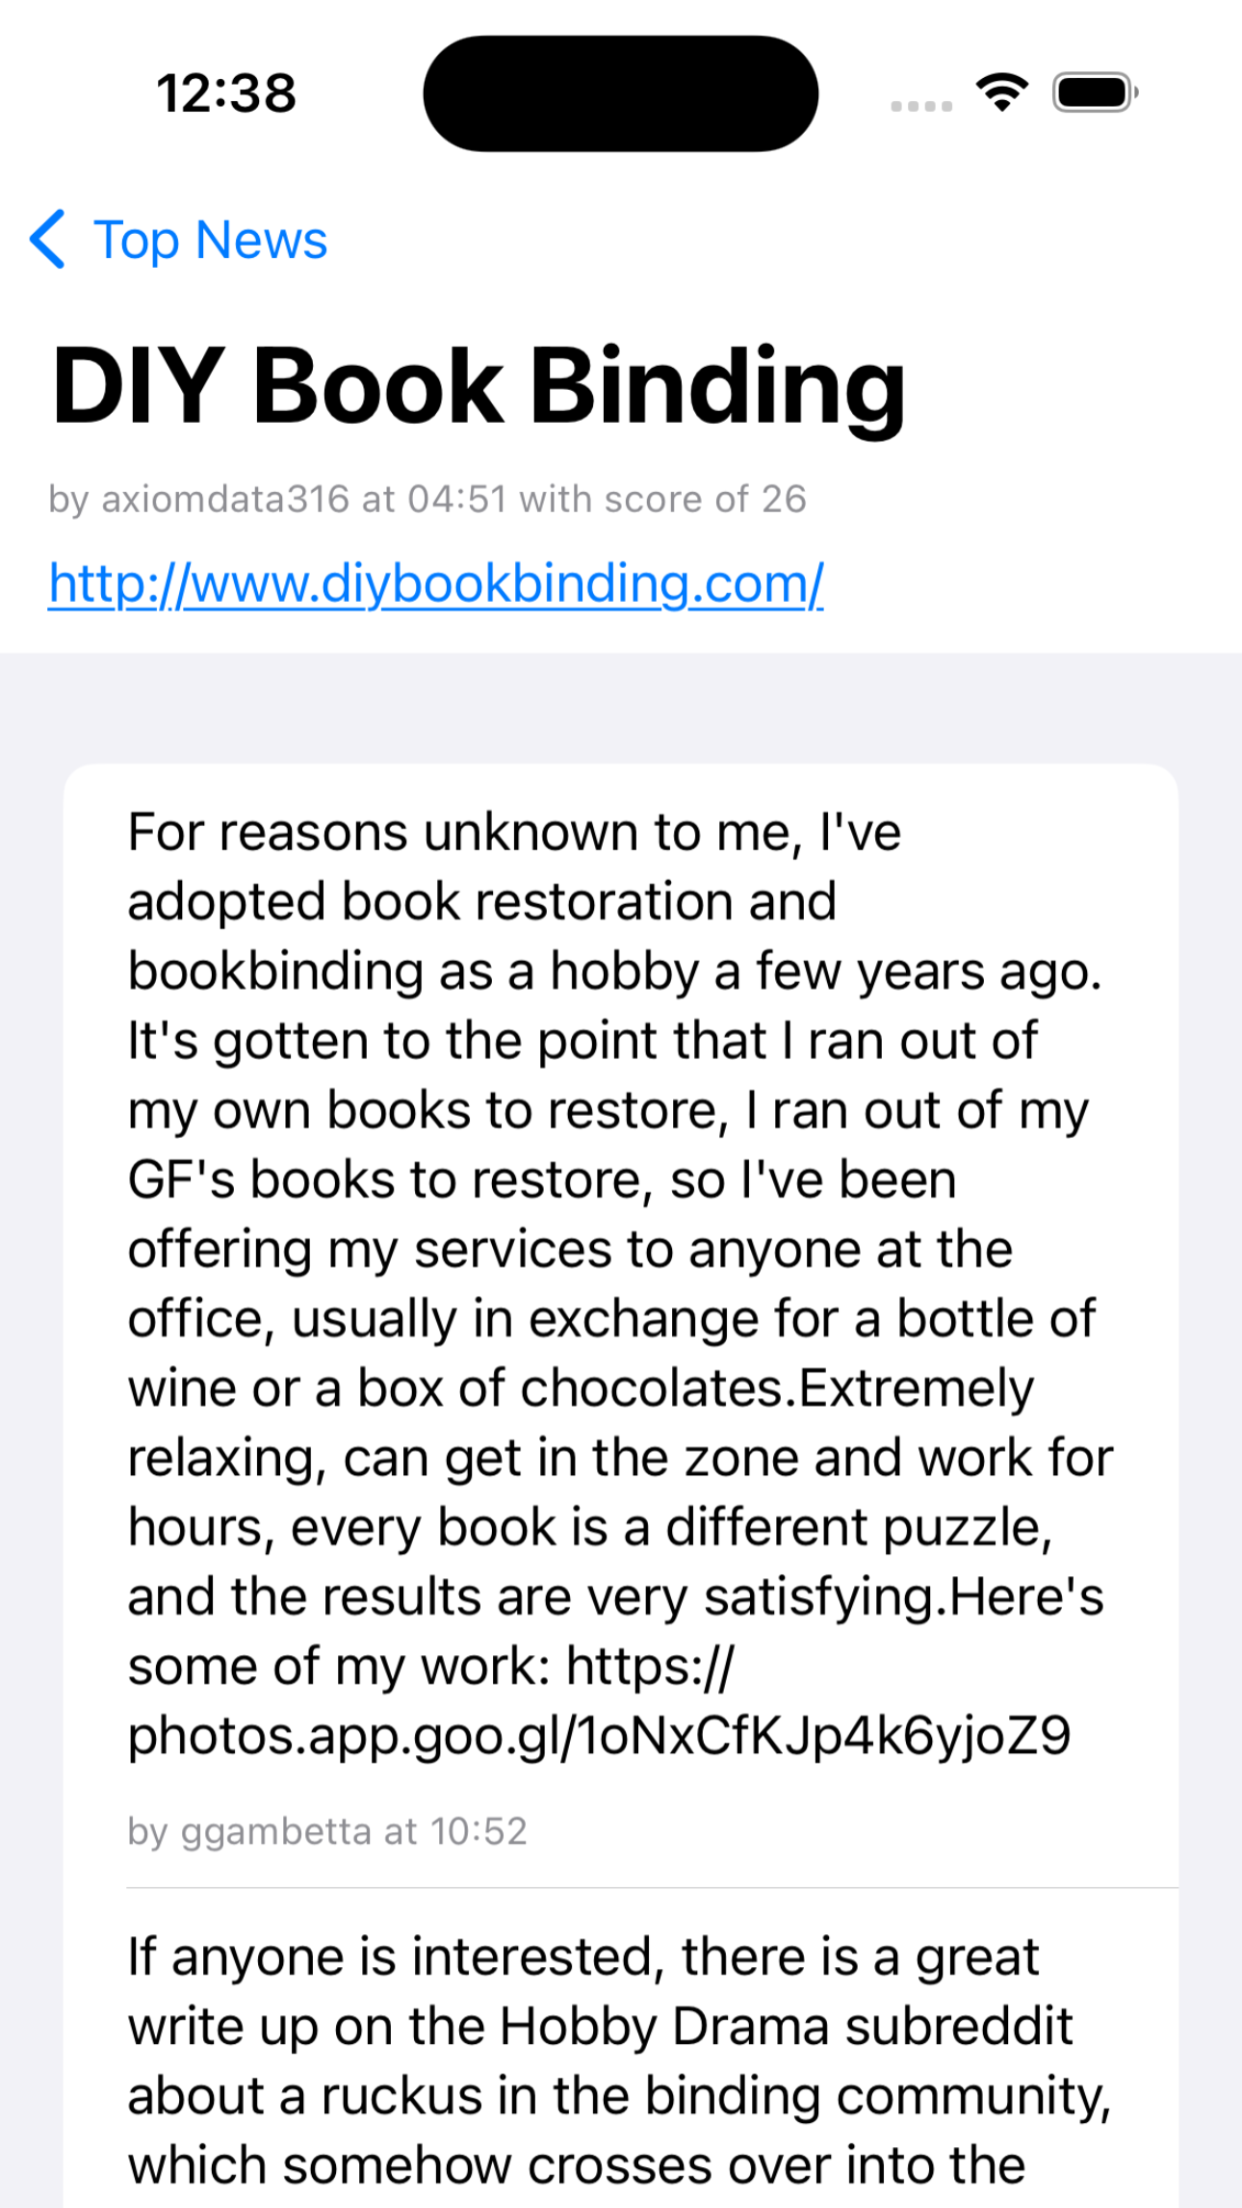 12:38
Top News
DIY Book Binding
by axiomdata316 at 04:51 with score of 26
http://www.diybookbinding.com/
For reasons unknown to me, I've
adopted book restoration and
bookbinding as a hobby a few years ago.
It's gotten to the point that I ran out of
my own books to restore, I ran out of my
GF's books to restore, so I've been
offering my services to anyone at the
office, usually in exchange for a bottle of
wine or a box of chocolates.Extremely
relaxing, can get in the zone and work for
hours, every book is a different puzzle,
and the results are very satisfying.Here's
some of my work: https://
photos.app.goo.gl/1oNxCfKJp4k6yjoZ9
by ggambetta at 10:52
If anyone is interested, there is a great
write up on the Hobby Drama subreddit
about a ruckus in the binding community,
which somehow crosses over into the